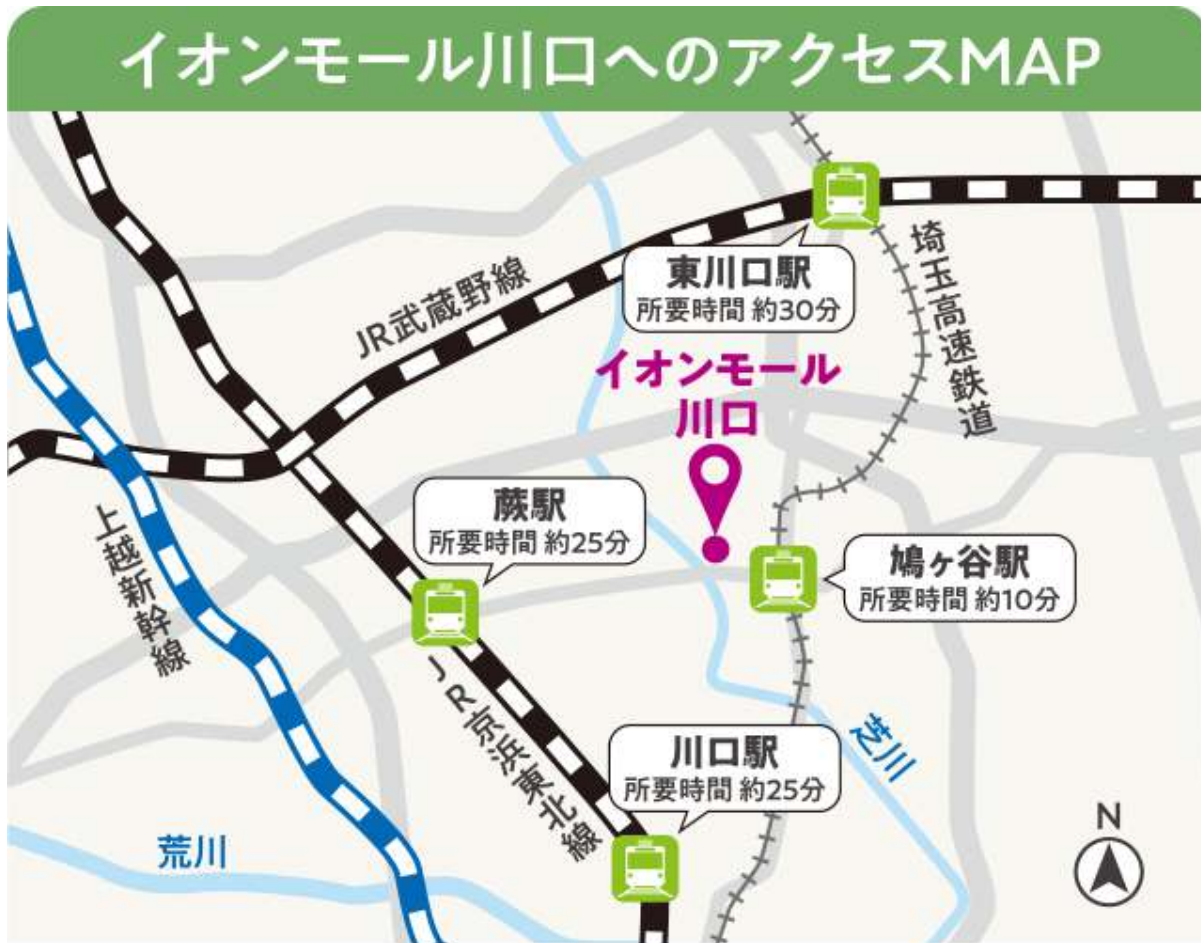 イオンモール川口へのアクセスMAP
東川口駅
所要時間 約30分
埼玉高速鉄道
JR武蔵野線
イオンモール
川口
蕨駅
所要時間 約25分
鳩ヶ谷駅
所要時間 約10分
上越新幹線
JR京浜東北線
川口駅
所要時間 約25分
芝川
荒川
N